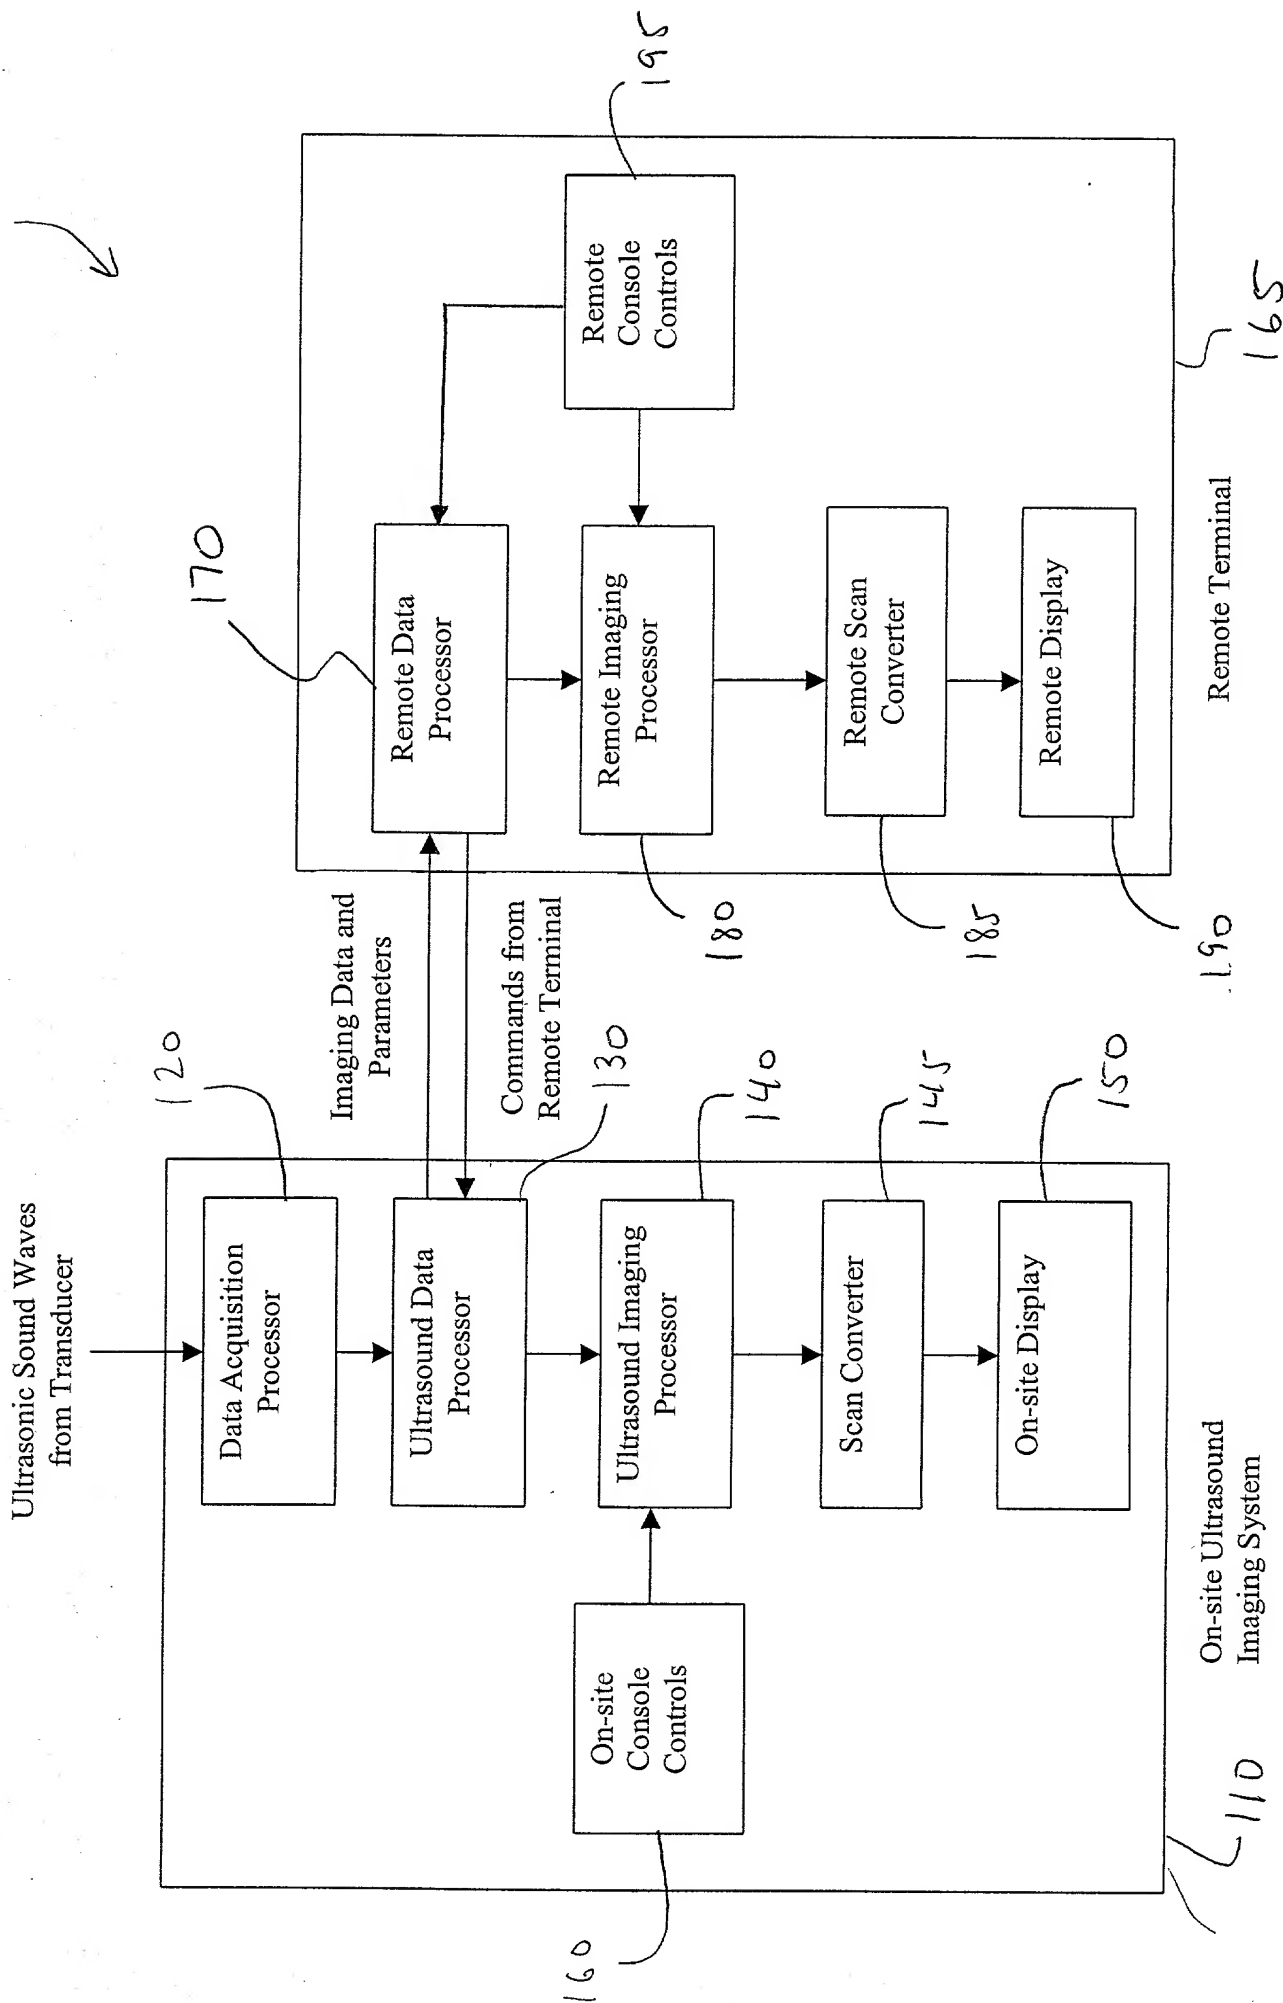 Ultrasonic Sound Waves
from Transducer
120
Data Acquisition
Processor
Imaging Data and
Parameters
Ultrasound Data
Processor
Commands from
Remote Terminal
130
On-site
Console
Controls
160
Ultrasound Imaging
Processor
140
Scan Converter
145
On-site Display
150
On-site Ultrasound
Imaging System
110
170
Remote Data
Processor
Remote
Console
Controls
195
Remote Imaging
Processor
180
Remote Scan
Converter
185
Remote Display
190
Remote Terminal
165